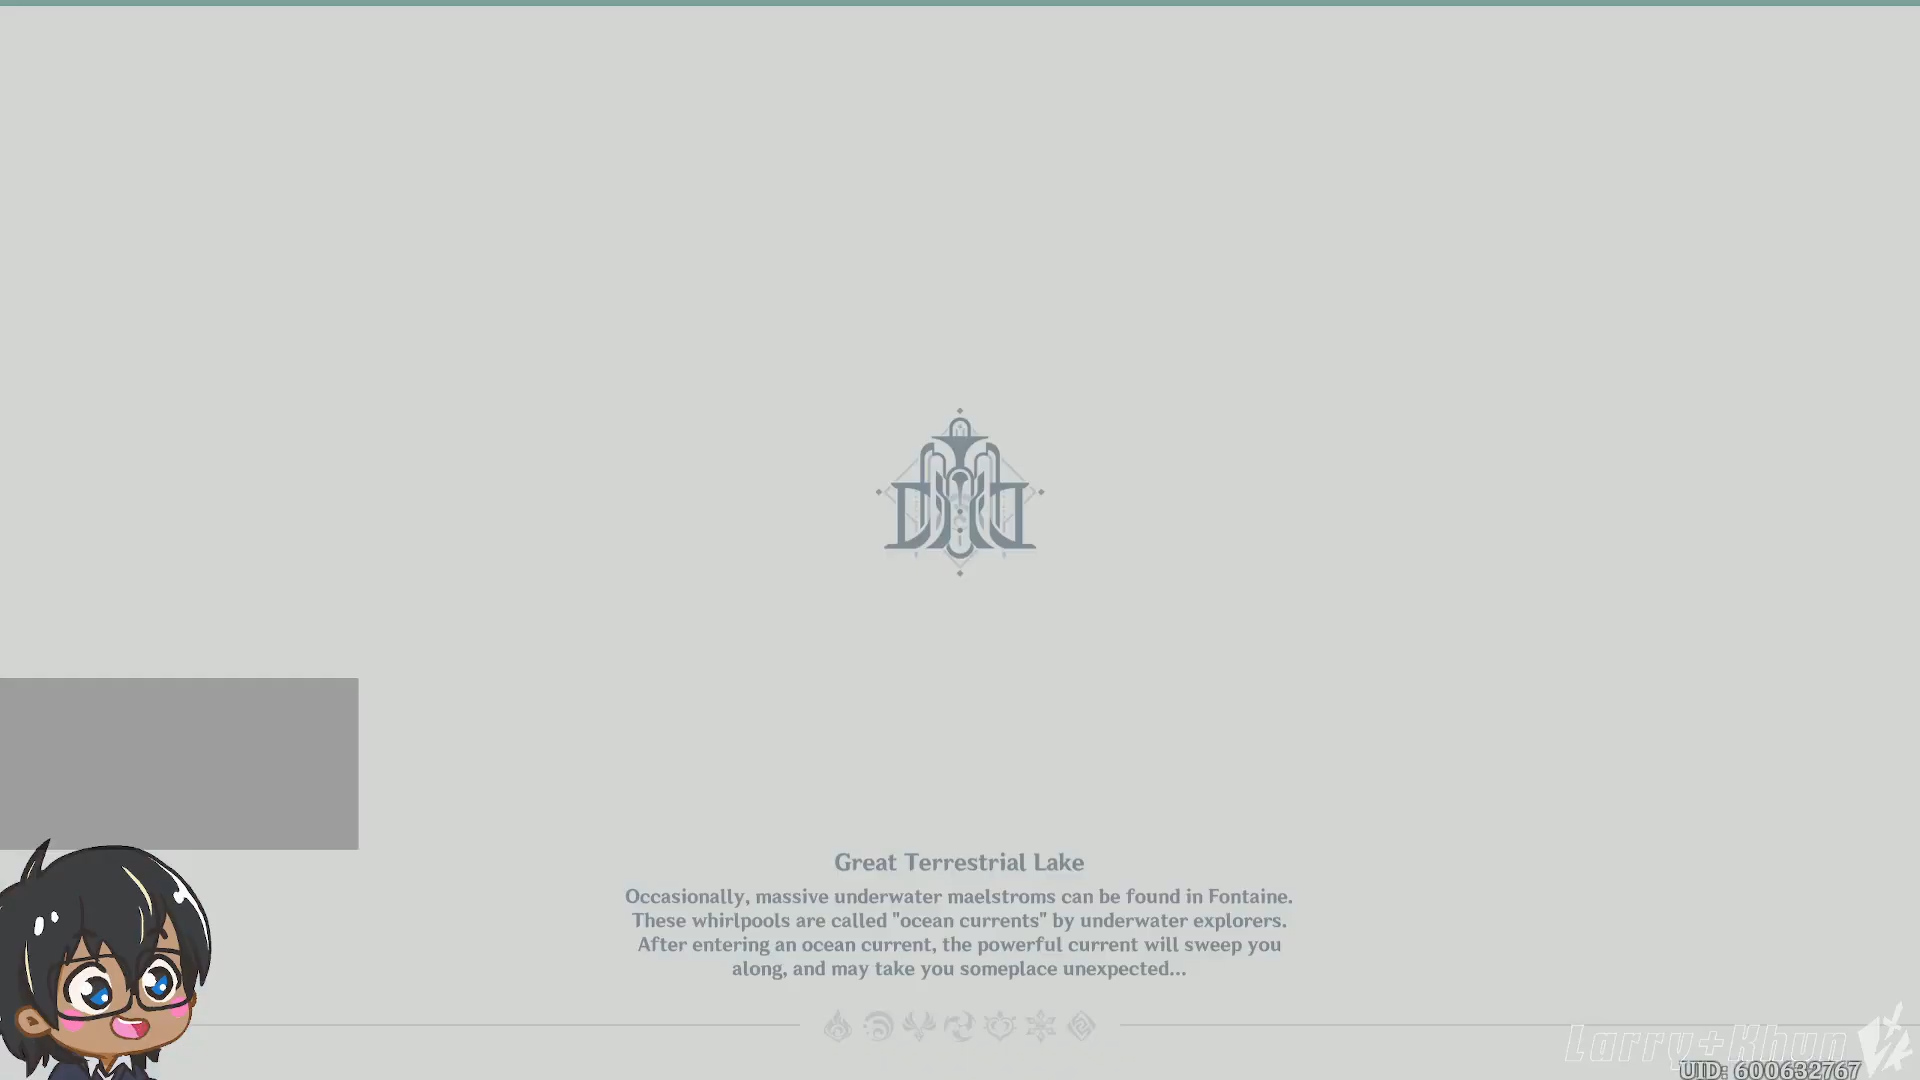 Great Terrestrial Lake
Occasionally, massive underwater maelstroms can be found in Fontaine.
These whirlpools are called "ocean currents" by underwater explorers.
After entering an ocean current, the powerful current will sweep you
along, and may take you someplace unexpected...
Larry+Khun
UID: 600632767